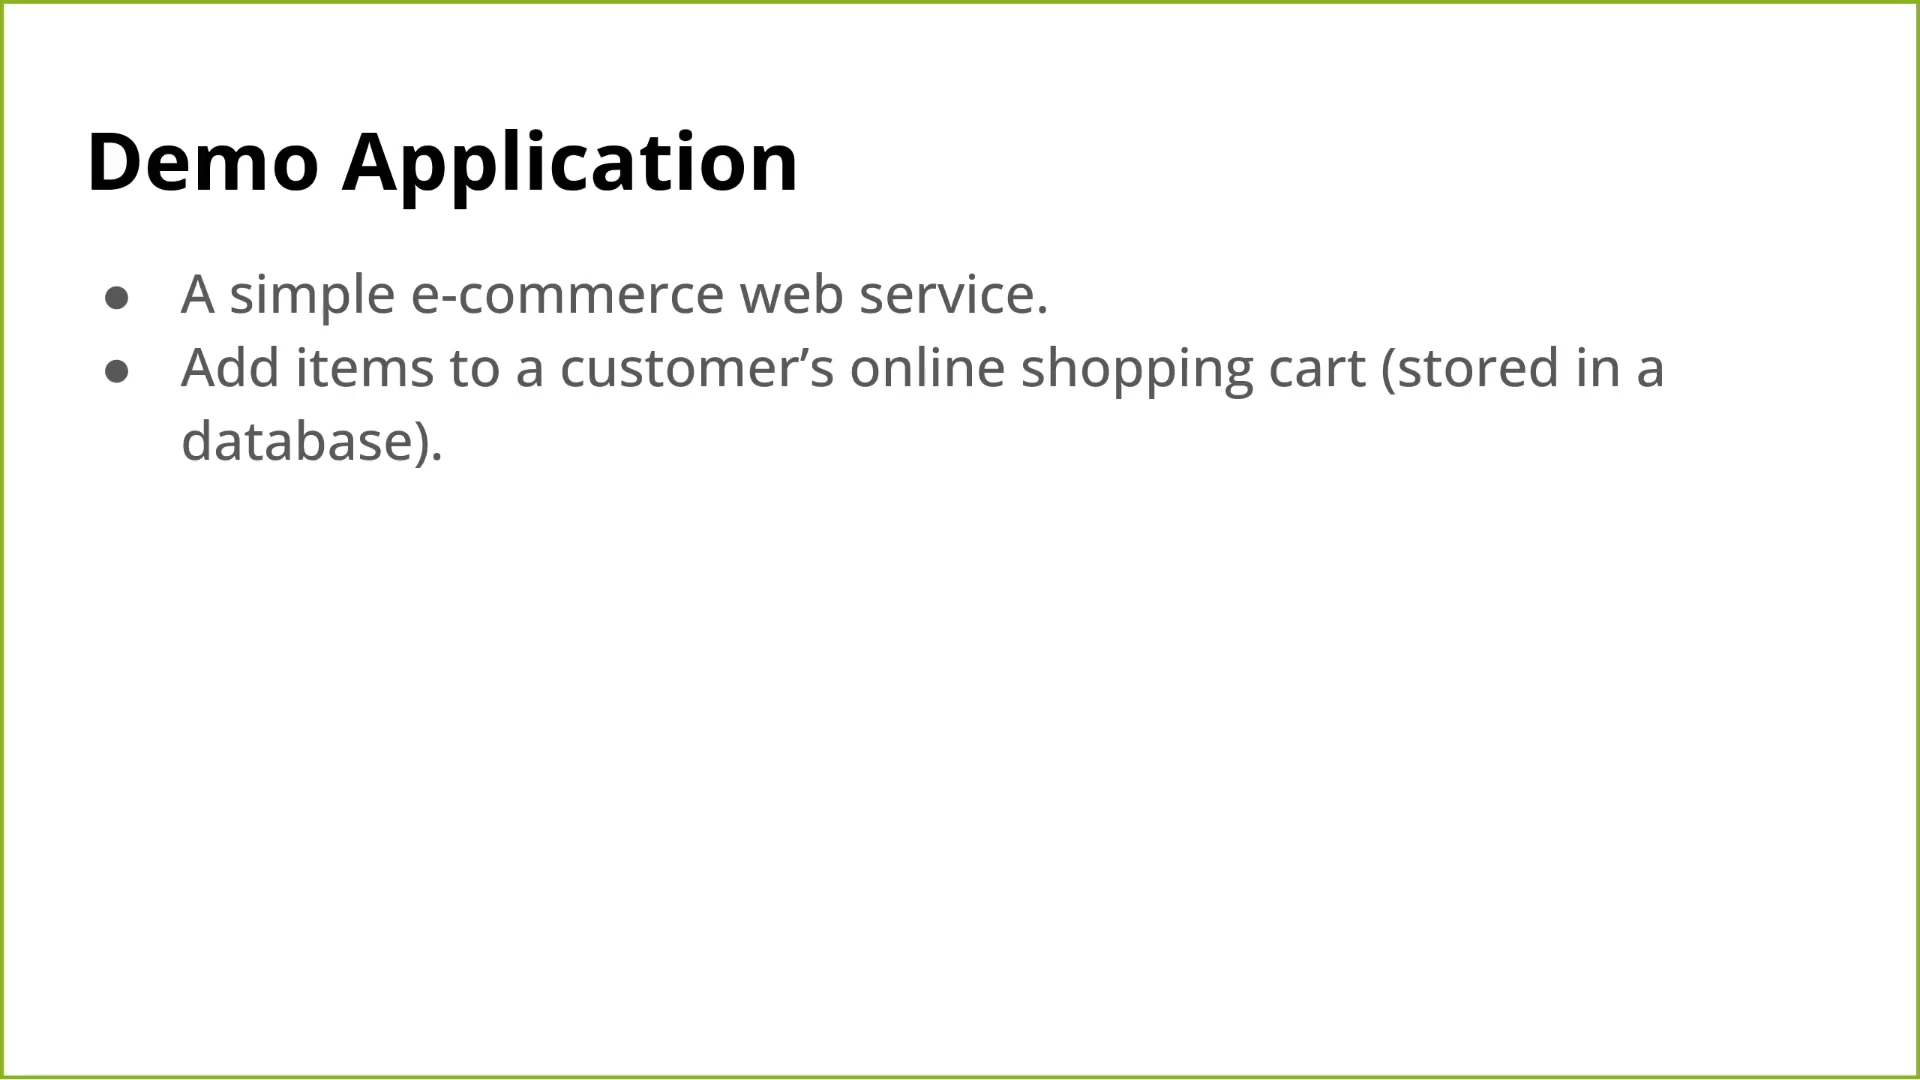 Demo Application
● A simple e-commerce web service.
● Add items to a customer’s online shopping cart (stored in a
database).